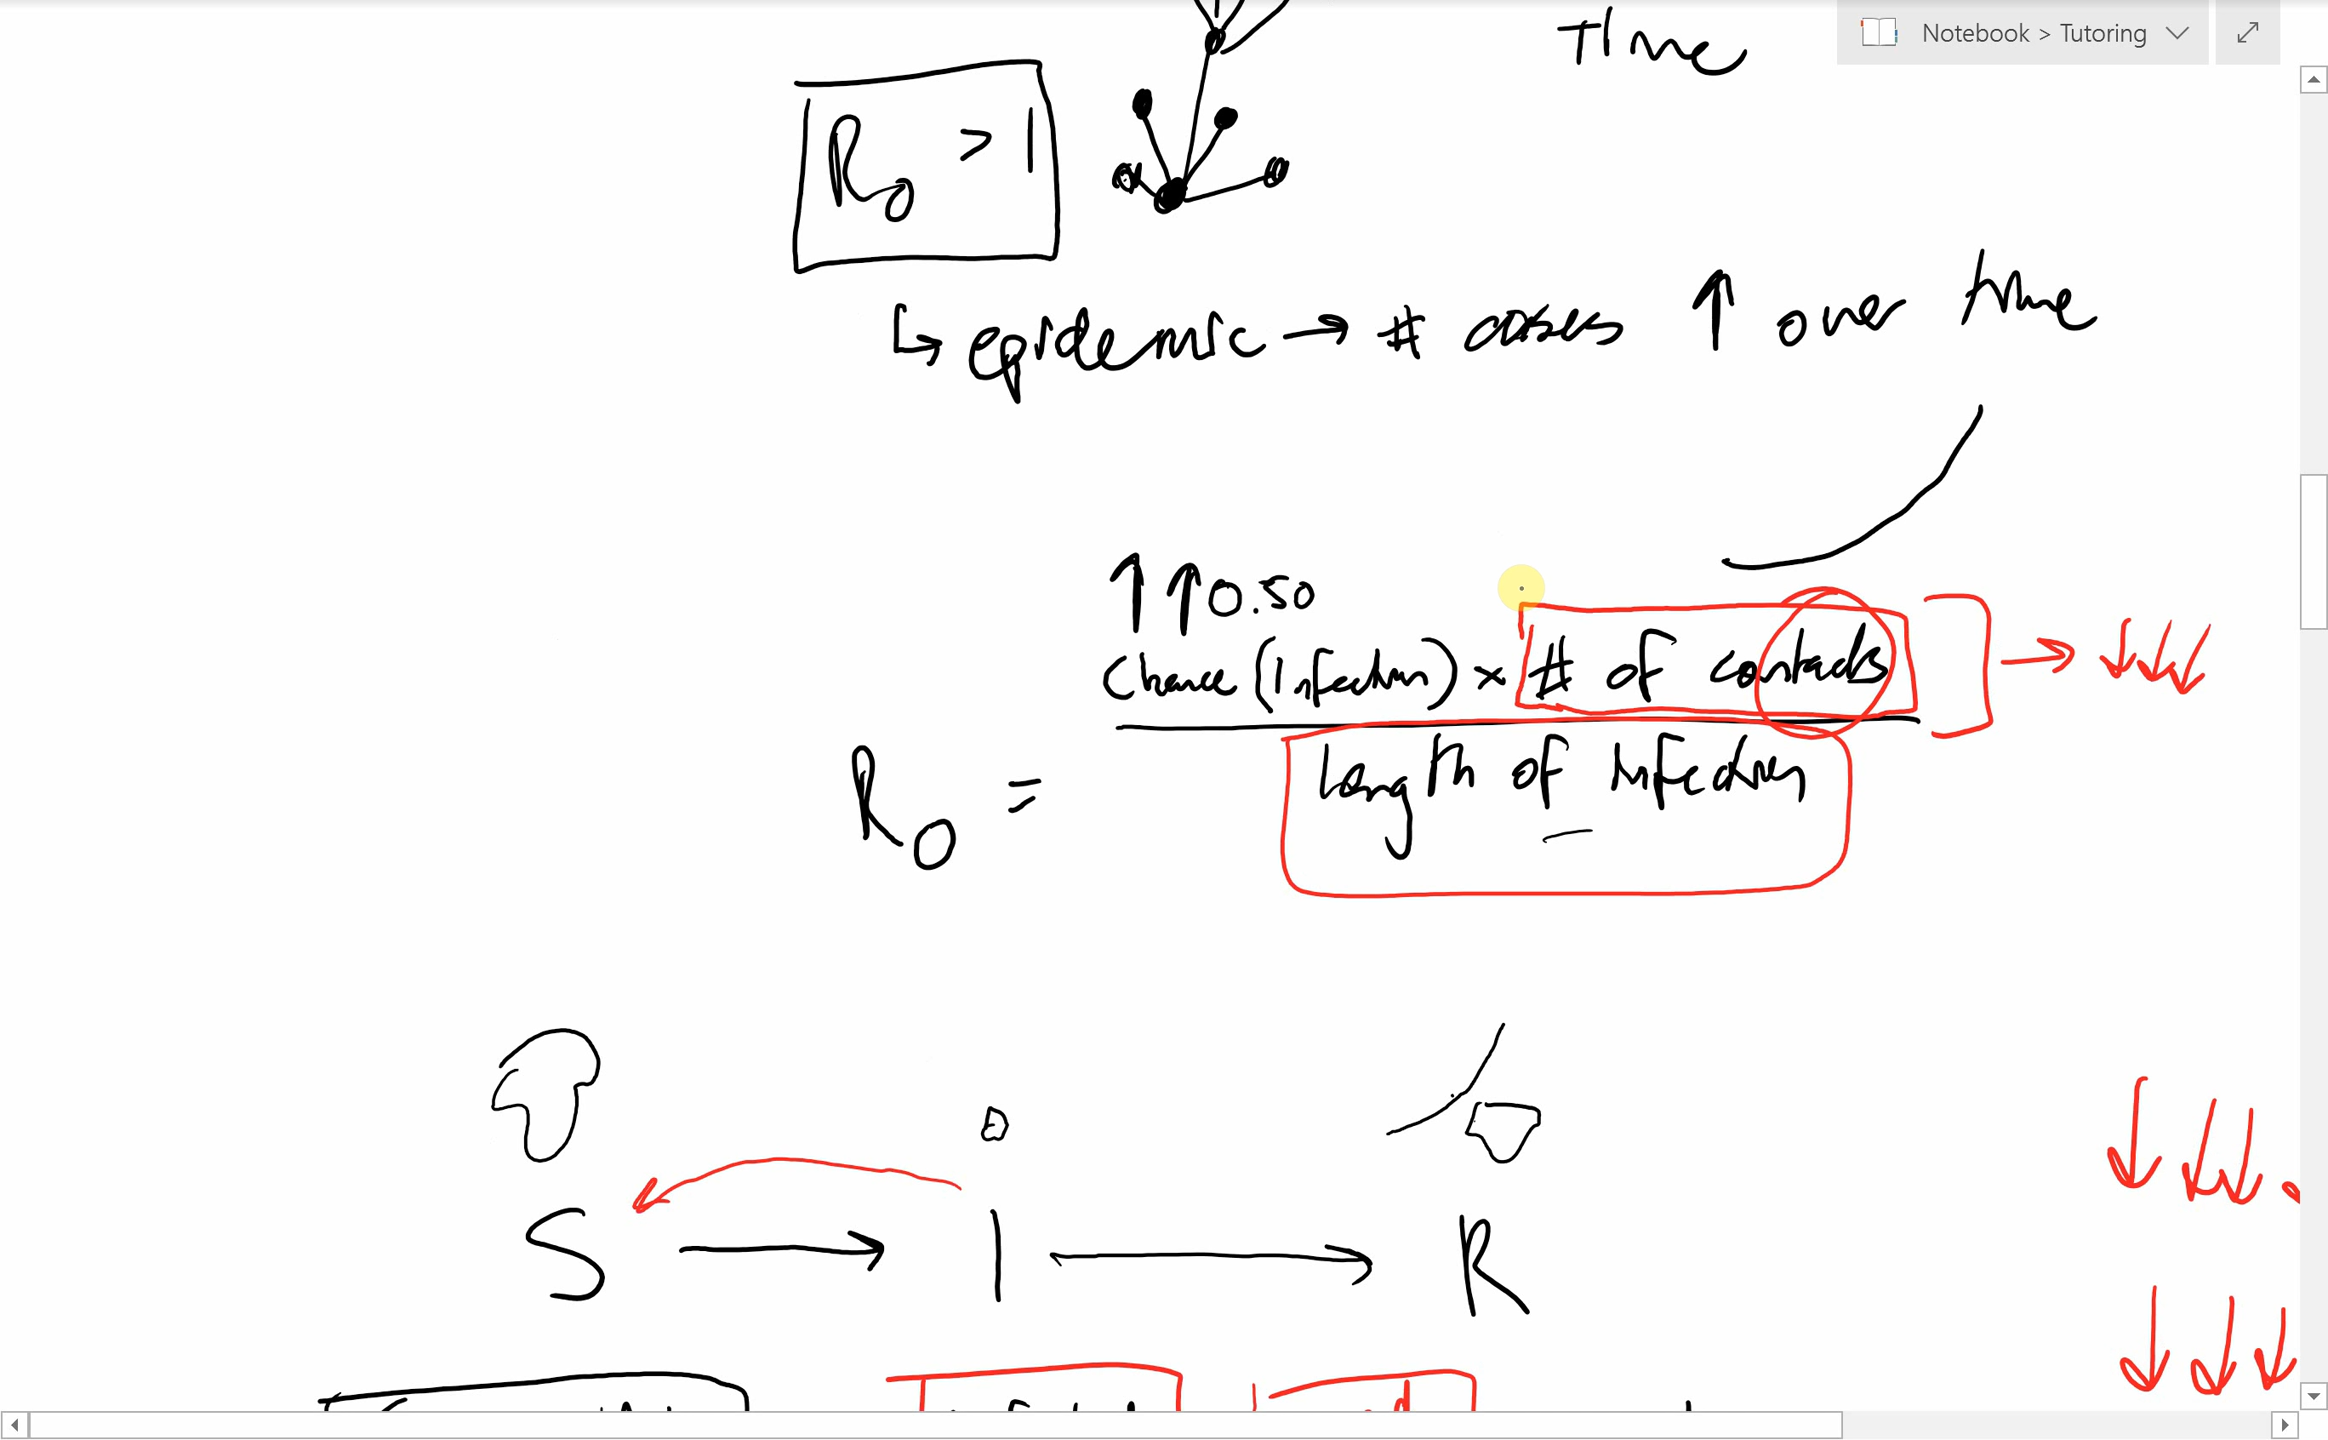 TIme
Notebook > Tutoring
R₀ > 1
↳ epidemic → # cases ↑ over time
↑↑0.50
Chance (Infection) × # of contacts → ↓↓↓
R₀ =
length of infection
↓↓↓
S → I → R
↓↓↓